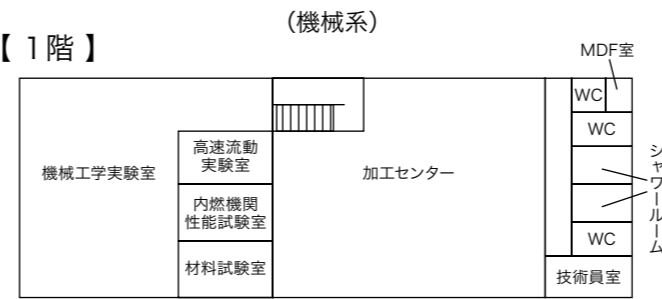 （機械系）
【 1階 】
MDF室
WC
WC
高速流動
実験室
機械工学実験室
加工センター
シャワールーム
内燃機関
性能試験室
WC
材料試験室
技術員室